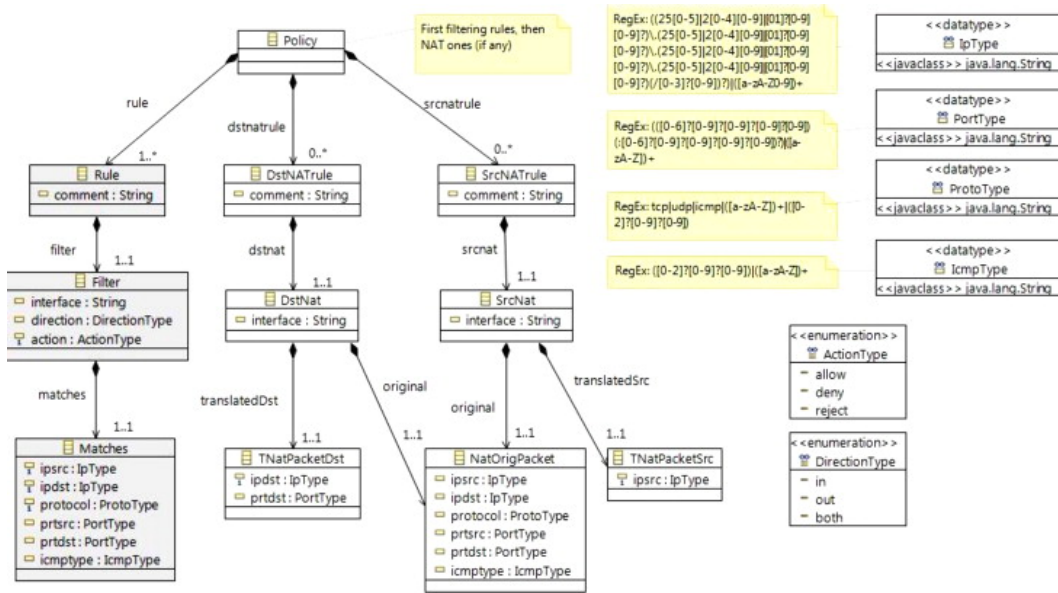 Policy
First filtering rules, then
NAT ones (if any)
RegEx: ((25[0-5]|2[0-4][0-9]|[01]?[0-9]
[0-9]?)\.(25[0-5]|2[0-4][0-9]|[01]?[0-9]
[0-9]?)\.(25[0-5]|2[0-4][0-9]|[01]?[0-9]
[0-9]?)\.(25[0-5]|2[0-4][0-9]|[01]?[0-9]
[0-9]?)(/[0-3]?[0-9])?)|([a-zA-Z0-9])+
<<datatype>>
IpType
<<javaclass>> java.lang.String
rule
dstnatrule
srcnatrule
1..*
0..*
0..*
RegEx: (([0-6]?[0-9]?[0-9]?[0-9]?[0-9])
(:[0-6]?[0-9]?[0-9]?[0-9]?[0-9])?)|([a-
zA-Z])+
<<datatype>>
PortType
<<javaclass>> java.lang.String
Rule
comment : String
DstNATrule
comment : String
SrcNATrule
comment : String
RegEx: tcp|udp|icmp|([a-zA-Z])+|([0-
2]?[0-9]?[0-9])
<<datatype>>
ProtoType
<<javaclass>> java.lang.String
filter
dstnat
srcnat
1..1
1..1
1..1
RegEx: ([0-2]?[0-9]?[0-9])|([a-zA-Z])+
<<datatype>>
IcmpType
<<javaclass>> java.lang.String
Filter
interface : String
direction : DirectionType
action : ActionType
DstNat
interface : String
SrcNat
interface : String
<<enumeration>>
ActionType
allow
deny
reject
matches
translatedDst
original
original
translatedSrc
1..1
1..1
1..1
1..1
1..1
Matches
ipsrc : IpType
ipdst : IpType
protocol : ProtoType
prtsrc : PortType
prtdst : PortType
icmptype : IcmpType
TNatPacketDst
ipdst : IpType
prtdst : PortType
NatOrigPacket
ipsrc : IpType
ipdst : IpType
protocol : ProtoType
prtsrc : PortType
prtdst : PortType
icmptype : IcmpType
TNatPacketSrc
ipsrc : IpType
<<enumeration>>
DirectionType
in
out
both